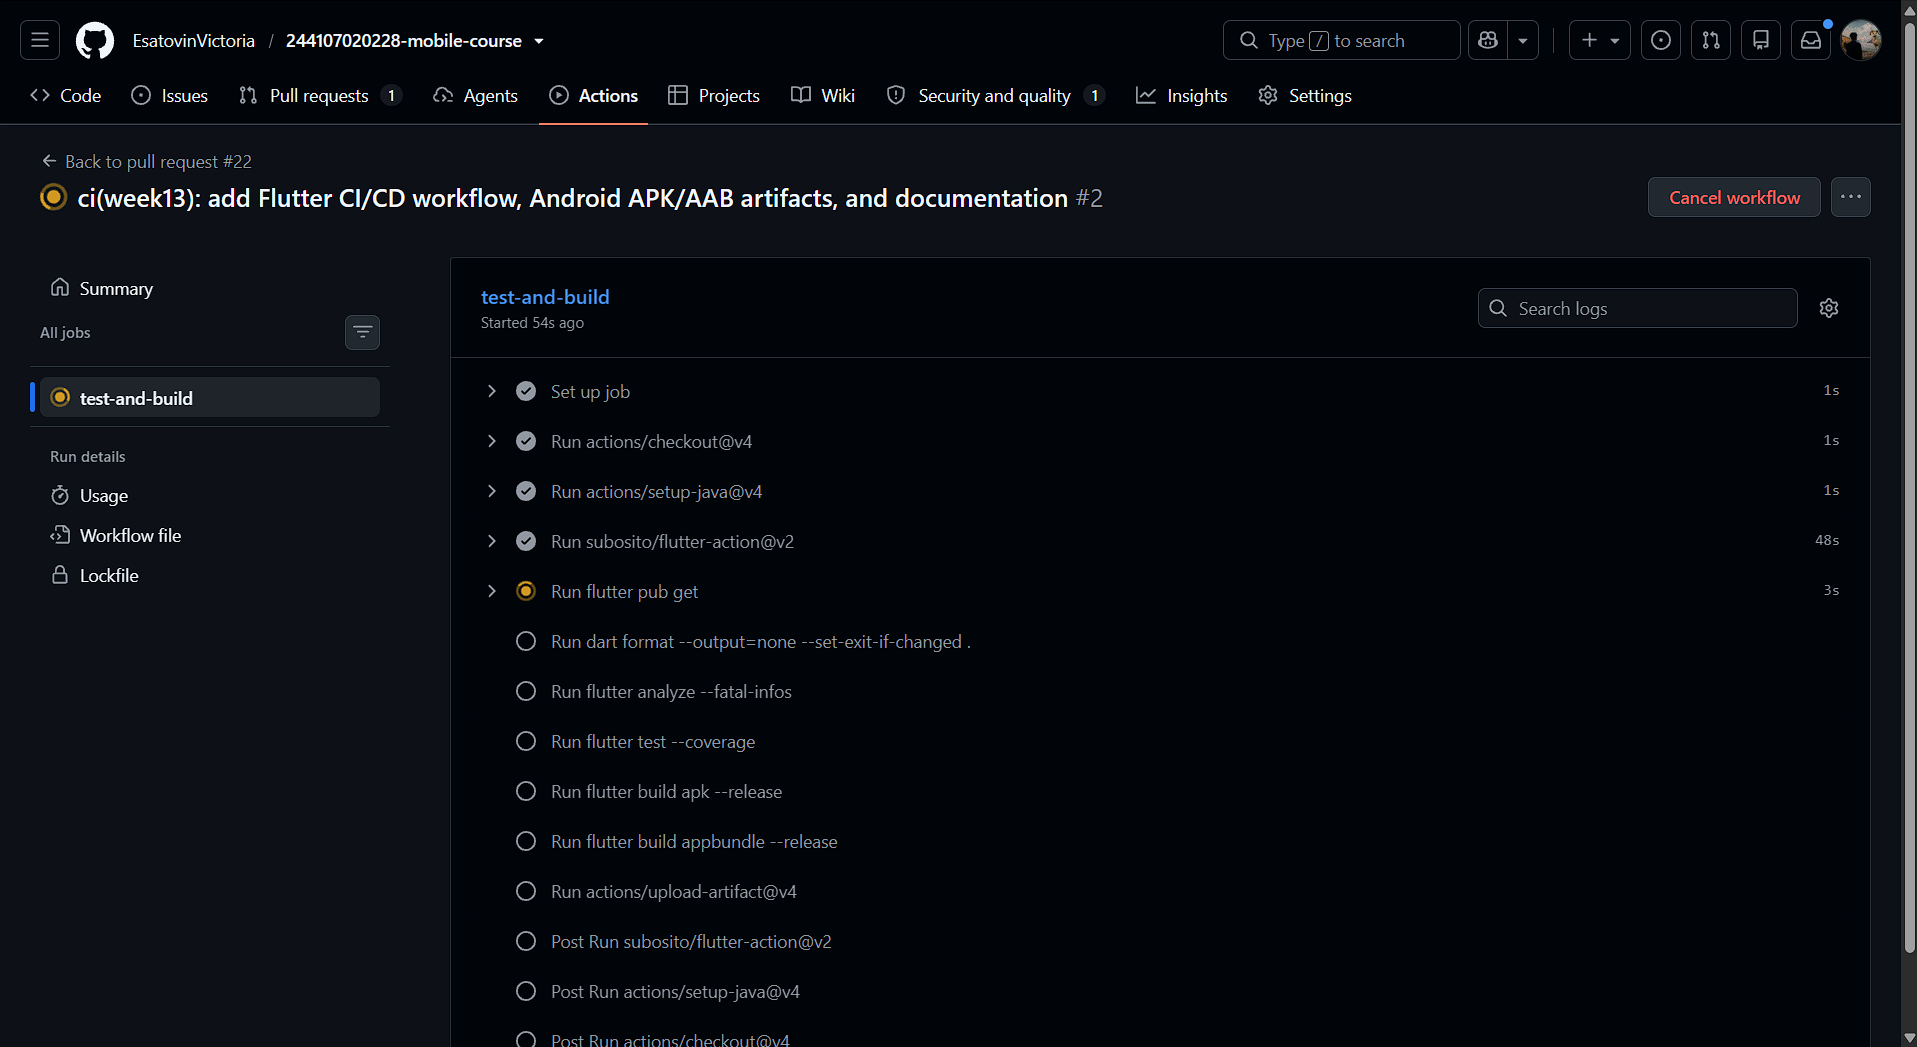 EsatovinVictoria / 244107020228-mobile-course
Type / to search
Code
Issues
Pull requests 1
Agents
Actions
Projects
Wiki
Security and quality 1
Insights
Settings
Back to pull request #22
ci(week13): add Flutter CI/CD workflow, Android APK/AAB artifacts, and documentation #2
Cancel workflow
Summary
All jobs
test-and-build
Run details
Usage
Workflow file
Lockfile
test-and-build
Started 54s ago
Search logs
Set up job 1s
Run actions/checkout@v4 1s
Run actions/setup-java@v4 1s
Run subosito/flutter-action@v2 48s
Run flutter pub get 3s
Run dart format --output=none --set-exit-if-changed .
Run flutter analyze --fatal-infos
Run flutter test --coverage
Run flutter build apk --release
Run flutter build appbundle --release
Run actions/upload-artifact@v4
Post Run subosito/flutter-action@v2
Post Run actions/setup-java@v4
Post Run actions/checkout@v4